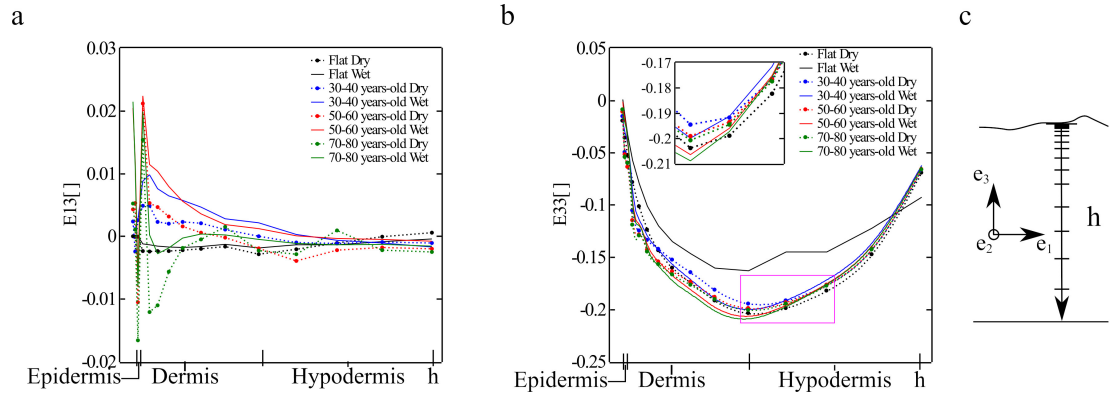 a
b
c
0.03
0.02
0.01
0
-0.01
-0.02
E13[ ]
Flat Dry
Flat Wet
30-40 years-old Dry
30-40 years-old Wet
50-60 years-old Dry
50-60 years-old Wet
70-80 years-old Dry
70-80 years-old Wet
Epidermis Dermis Hypodermis h
0.05
0
-0.05
-0.1
-0.15
-0.2
-0.25
E33[ ]
-0.17
-0.18
-0.19
-0.2
-0.21
Flat Dry
Flat Wet
30-40 years-old Dry
30-40 years-old Wet
50-60 years-old Dry
50-60 years-old Wet
70-80 years-old Dry
70-80 years-old Wet
Epidermis Dermis Hypodermis h
e3
e2
e1
h